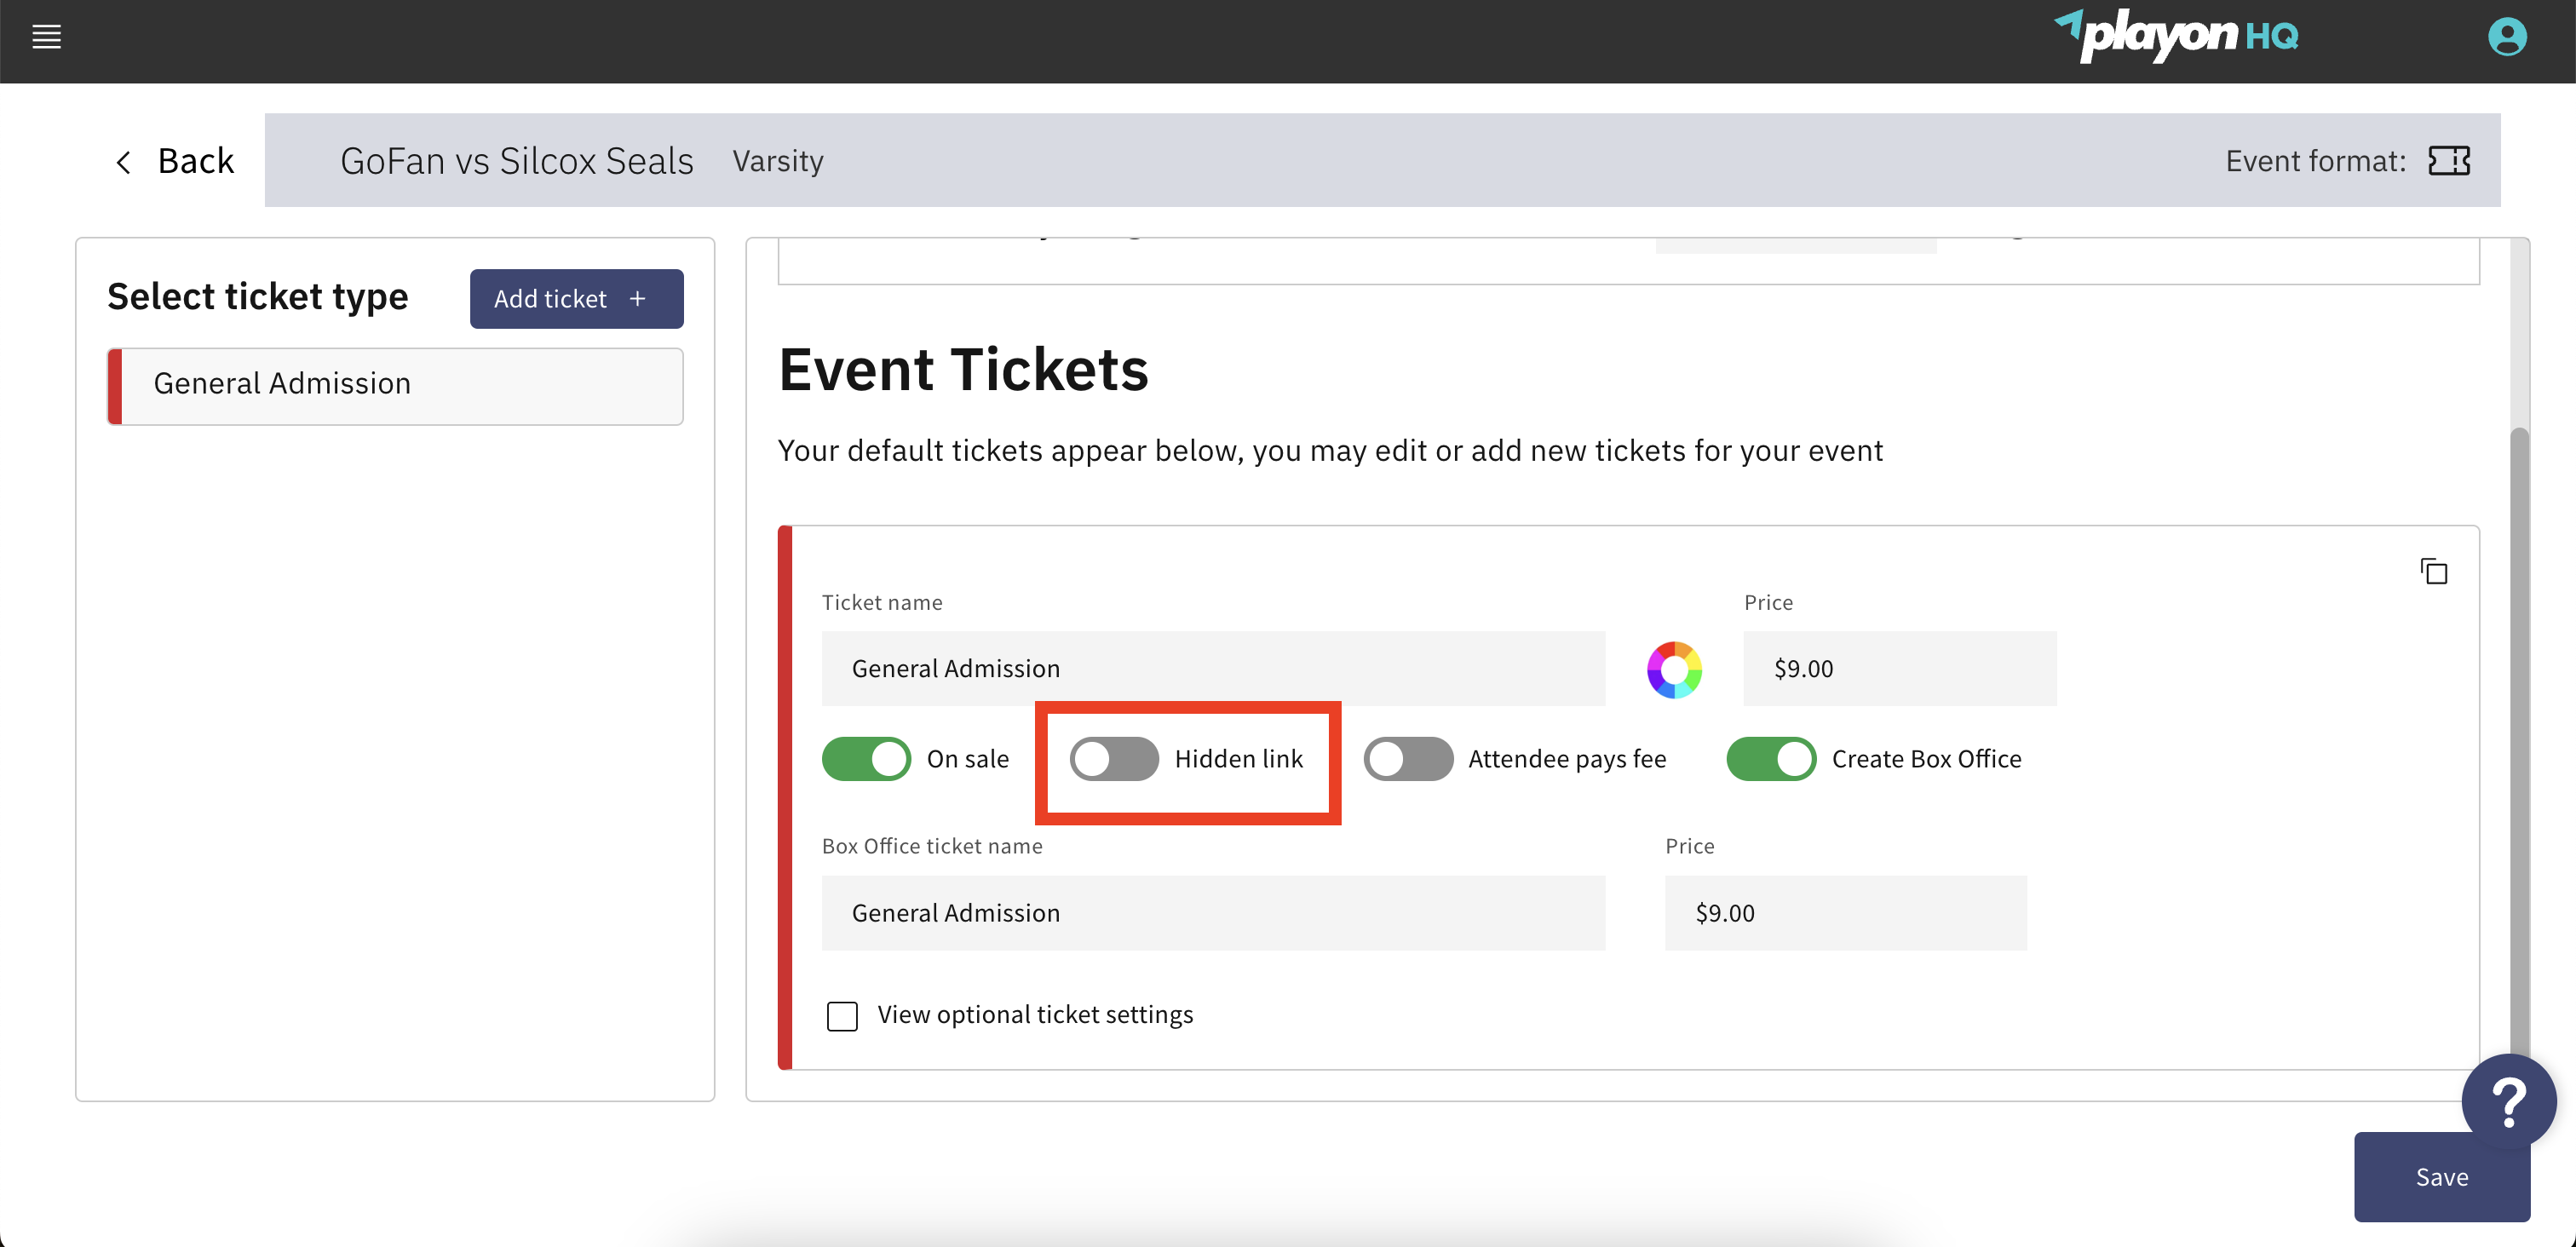 playon HQ
Back
GoFan vs Silcox Seals Varsity Event format:
Select ticket type
Add ticket +
General Admission
Event Tickets
Your default tickets appear below, you may edit or add new tickets for your event
Ticket name Price
General Admission $9.00
On sale Hidden link Attendee pays fee Create Box Office
Box Office ticket name Price
General Admission $9.00
View optional ticket settings
?
Save